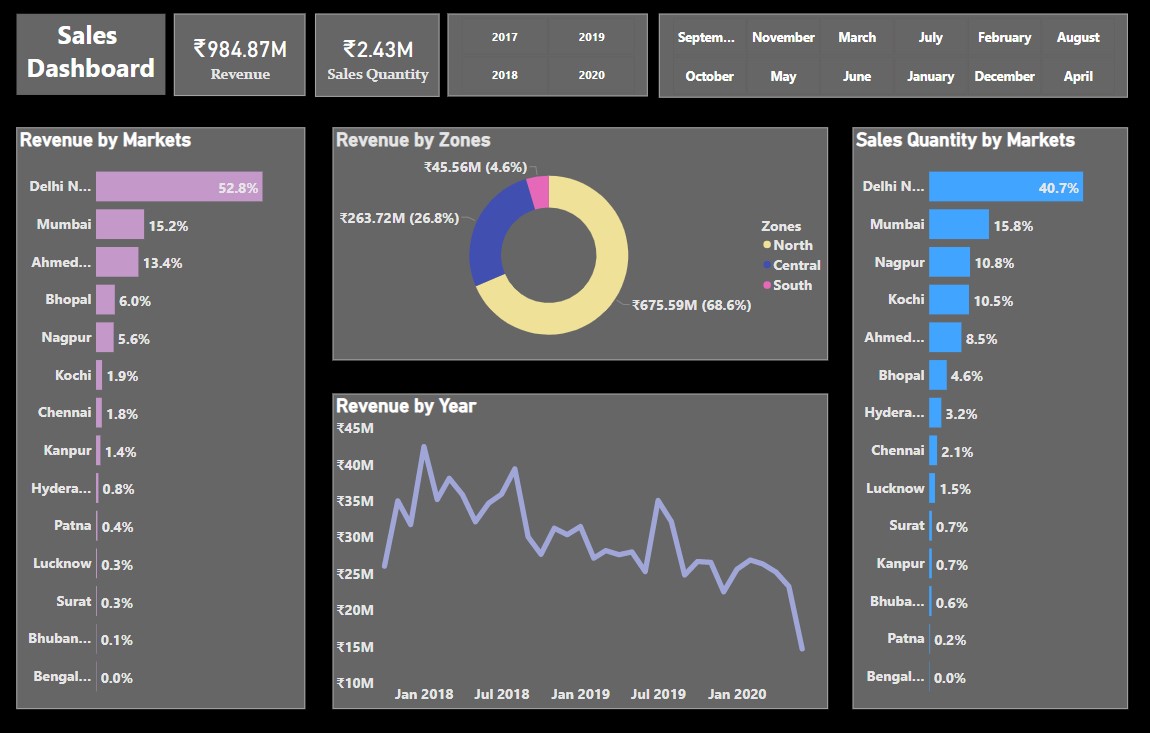 Sales
Dashboard
₹984.87M
Revenue
₹2.43M
Sales Quantity
2017 2019
2018 2020
Septem... November March July February August
October May June January December April
Revenue by Markets
Delhi N... 52.8%
Mumbai 15.2%
Ahmed... 13.4%
Bhopal 6.0%
Nagpur 5.6%
Kochi 1.9%
Chennai 1.8%
Kanpur 1.4%
Hydera... 0.8%
Patna 0.4%
Lucknow 0.3%
Surat 0.3%
Bhuban... 0.1%
Bengal... 0.0%
Revenue by Zones
₹45.56M (4.6%)
₹263.72M (26.8%)
₹675.59M (68.6%)
Zones
North
Central
South
Revenue by Year
₹45M
₹40M
₹35M
₹30M
₹25M
₹20M
₹15M
₹10M
Jan 2018 Jul 2018 Jan 2019 Jul 2019 Jan 2020
Sales Quantity by Markets
Delhi N... 40.7%
Mumbai 15.8%
Nagpur 10.8%
Kochi 10.5%
Ahmed... 8.5%
Bhopal 4.6%
Hydera... 3.2%
Chennai 2.1%
Lucknow 1.5%
Surat 0.7%
Kanpur 0.7%
Bhuba... 0.6%
Patna 0.2%
Bengal... 0.0%